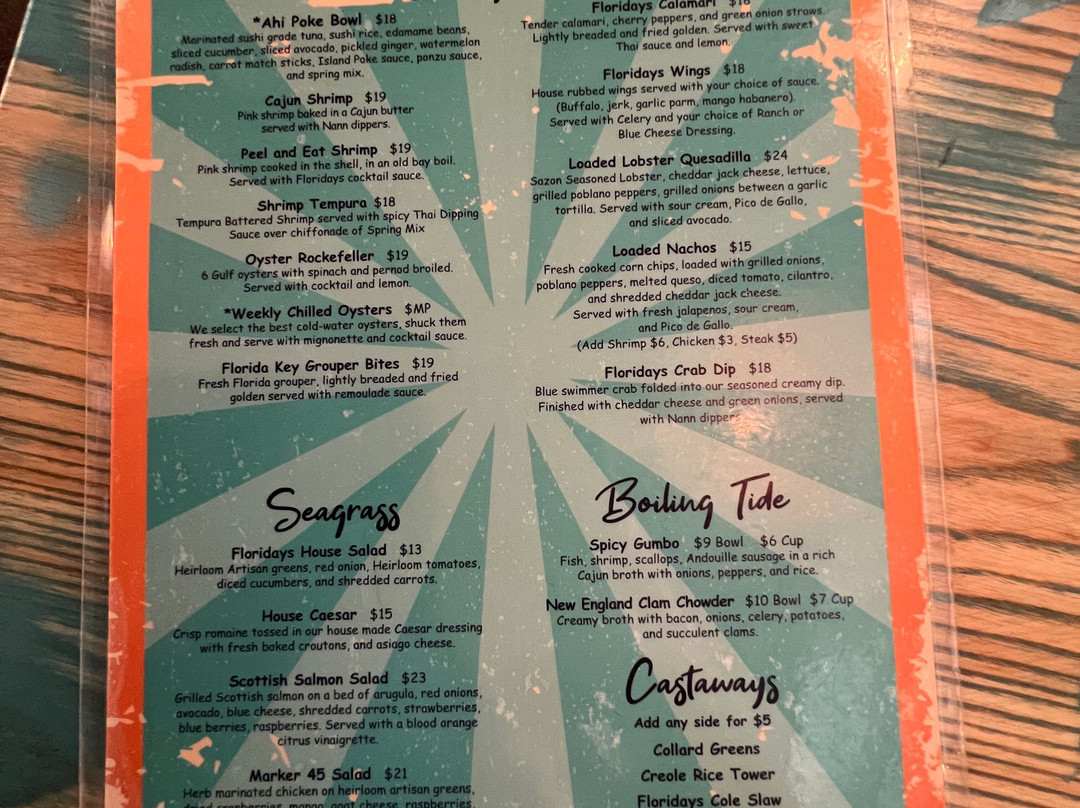 *Ahi Poke Bowl $18
Marinated sushi grade tuna, sushi rice, edamame beans,
sliced cucumber, sliced avocado, pickled ginger, watermelon
radish, carrot match sticks, Island Poke sauce, ponzu sauce,
and spring mix.
Cajun Shrimp $19
Pink shrimp baked in a Cajun butter
served with Nann dippers.
Peel and Eat Shrimp $19
Pink shrimp cooked in the shell, in an old bay boil.
Served with Floridays cocktail sauce.
Shrimp Tempura $18
Tempura Battered Shrimp served with spicy Thai Dipping
Sauce over chiffonade of Spring Mix
Oyster Rockefeller $19
6 Gulf oysters with spinach and pernod broiled.
Served with cocktail and lemon.
*Weekly Chilled Oysters $MP
We select the best cold-water oysters, shuck them
fresh and serve with mignonette and cocktail sauce.
Florida Key Grouper Bites $19
Fresh Florida grouper, lightly breaded and fried
golden served with remoulade sauce.
Floridays Calamari
Tender calamari, cherry peppers, and green onion straws.
Lightly breaded and fried golden. Served with sweet
Thai sauce and lemon.
Floridays Wings $18
House rubbed wings served with your choice of sauce.
(Buffalo, jerk, garlic parm, mango habanero).
Served with Celery and your choice of Ranch or
Blue Cheese Dressing.
Loaded Lobster Quesadilla $24
Sazon Seasoned Lobster, cheddar jack cheese, lettuce,
grilled poblano peppers, grilled onions between a garlic
tortilla. Served with sour cream, Pico de Gallo,
and sliced avocado.
Loaded Nachos $15
Fresh cooked corn chips, loaded with grilled onions,
poblano peppers, melted queso, diced tomato, cilantro,
and shredded cheddar jack cheese.
Served with fresh jalapenos, sour cream,
and Pico de Gallo.
(Add Shrimp $6, Chicken $3, Steak $5)
Floridays Crab Dip $18
Blue swimmer crab folded into our seasoned creamy dip.
Finished with cheddar cheese and green onions, served
with Nann dippers
Seagrass
Floridays House Salad $13
Heirloom Artisan greens, red onion, Heirloom tomatoes,
diced cucumbers, and shredded carrots.
House Caesar $15
Crisp romaine tossed in our house made Caesar dressing
with fresh baked croutons, and asiago cheese.
Scottish Salmon Salad $23
Grilled Scottish salmon on a bed of arugula, red onions,
avocado, blue cheese, shredded carrots, strawberries,
blue berries, raspberries. Served with a blood orange
citrus vinaigrette.
Marker 45 Salad $21
Herb marinated chicken on heirloom artisan greens,
dried cranberries, mango, goat cheese, raspberries,
Boiling Tide
Spicy Gumbo $9 Bowl $6 Cup
Fish, shrimp, scallops, Andouille sausage in a rich
Cajun broth with onions, peppers, and rice.
New England Clam Chowder $10 Bowl $7 Cup
Creamy broth with bacon, onions, celery, potatoes,
and succulent clams.
Castaways
Add any side for $5
Collard Greens
Creole Rice Tower
Floridays Cole Slaw